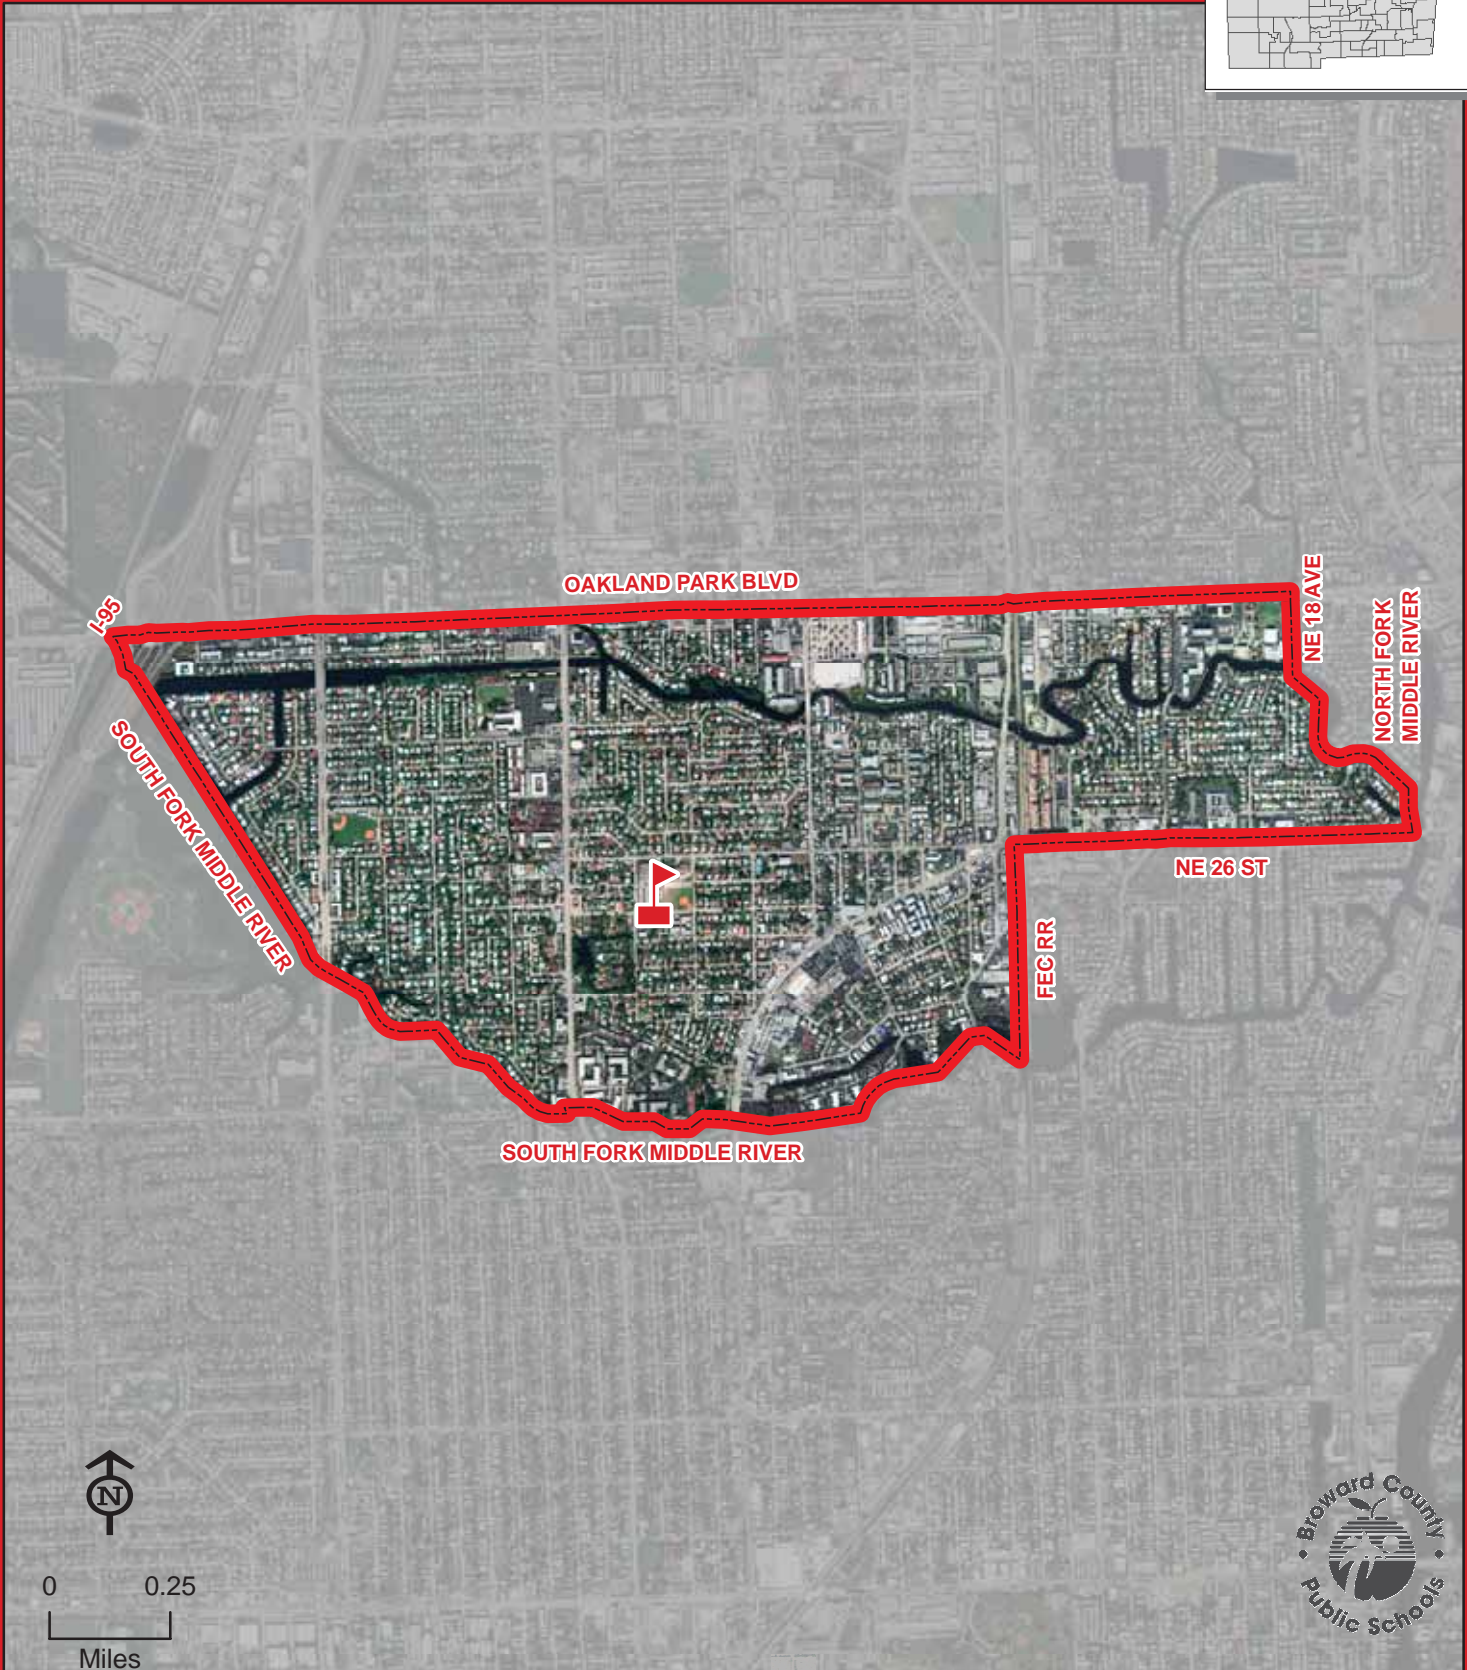 OAKLAND PARK BLVD
I-95
NE 18 AVE
NORTH FORK
MIDDLE RIVER
SOUTH FORK MIDDLE RIVER
NE 26 ST
FEC RR
SOUTH FORK MIDDLE RIVER
N
Broward County
Public Schools
0 0.25
Miles